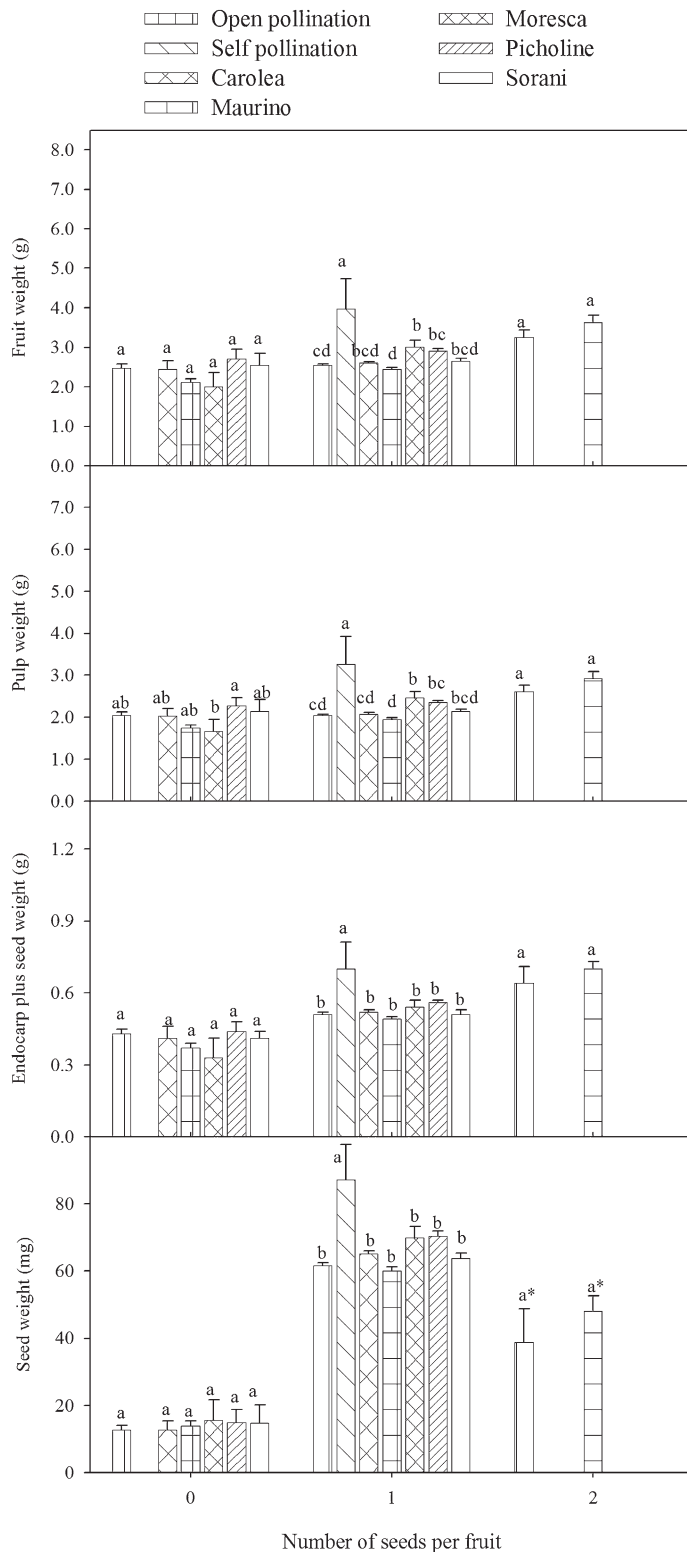 Open pollination
Self pollination
Carolea
Maurino
Moresca
Picholine
Sorani
Fruit weight (g)
8.0
7.0
6.0
5.0
4.0
3.0
2.0
1.0
0.0
a a a a a a
cd a bcd d b bc bcd
a a
Pulp weight (g)
7.0
6.0
5.0
4.0
3.0
2.0
1.0
0.0
ab ab ab b a ab
cd a cd d b bc bcd
a a
Endocarp plus seed weight (g)
1.2
0.9
0.6
0.3
0.0
a a a a a a
b a b b b b b
a a
Seed weight (mg)
80
60
40
20
0
a a a a a a
b a b b b b b
a* a*
0 1 2
Number of seeds per fruit